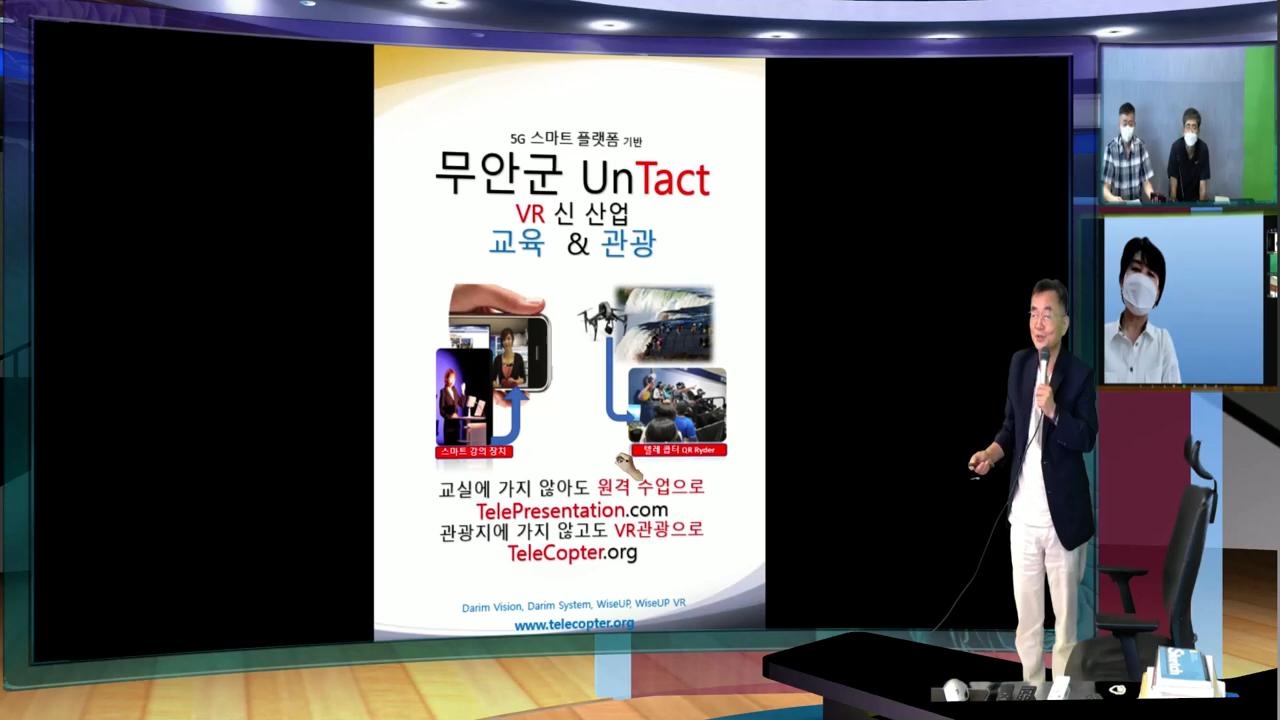 5G 스마트 플랫폼 기반
무안군 UnTact
VR 신 산업
교육 & 관광
스마트 강의 장치
텔레 콥터 QR Ryder
교실에 가지 않아도 원격 수업으로
TelePresentation.com
관광지에 가지 않고도 VR관광으로
TeleCopter.org
Darim Vision, Darim System, WiseUP, WiseUP VR
www.telecopter.org